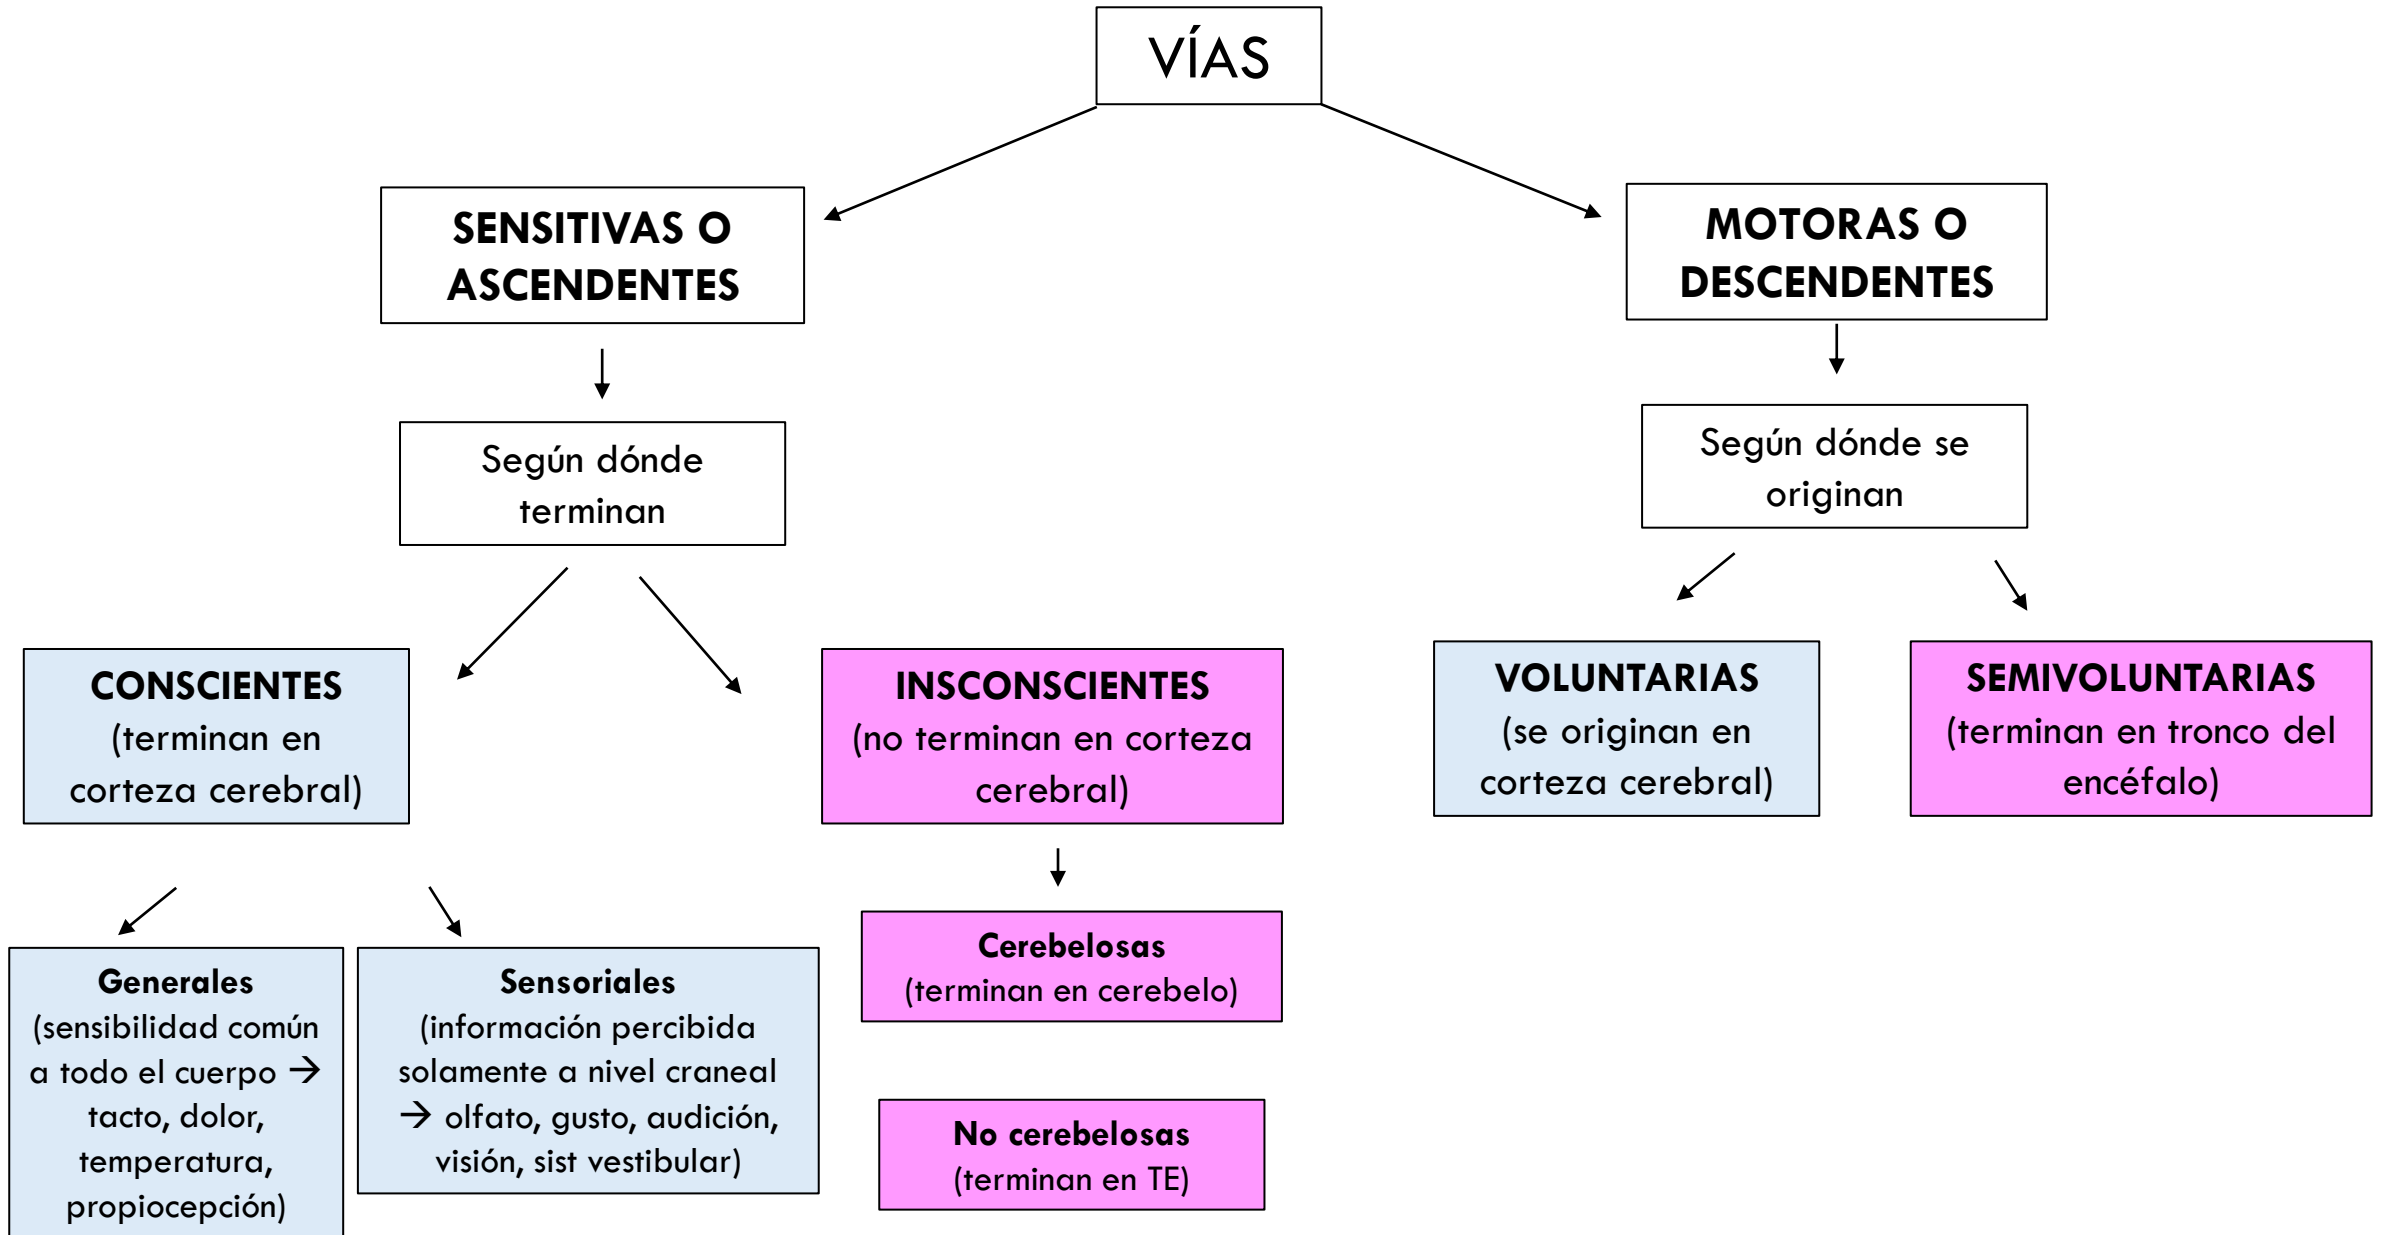 VÍAS
SENSITIVAS O
ASCENDENTES
MOTORAS O
DESCENDENTES
Según dónde
terminan
Según dónde se
originan
CONSCIENTES
(terminan en
corteza cerebral)
INSCONSCIENTES
(no terminan en corteza
cerebral)
VOLUNTARIAS
(se originan en
corteza cerebral)
SEMIVOLUNTARIAS
(terminan en tronco del
encéfalo)
Generales
(sensibilidad común
a todo el cuerpo →
tacto, dolor,
temperatura,
propiocepción)
Sensoriales
(información percibida
solamente a nivel craneal
→ olfato, gusto, audición,
visión, sist vestibular)
Cerebelosas
(terminan en cerebelo)
No cerebelosas
(terminan en TE)